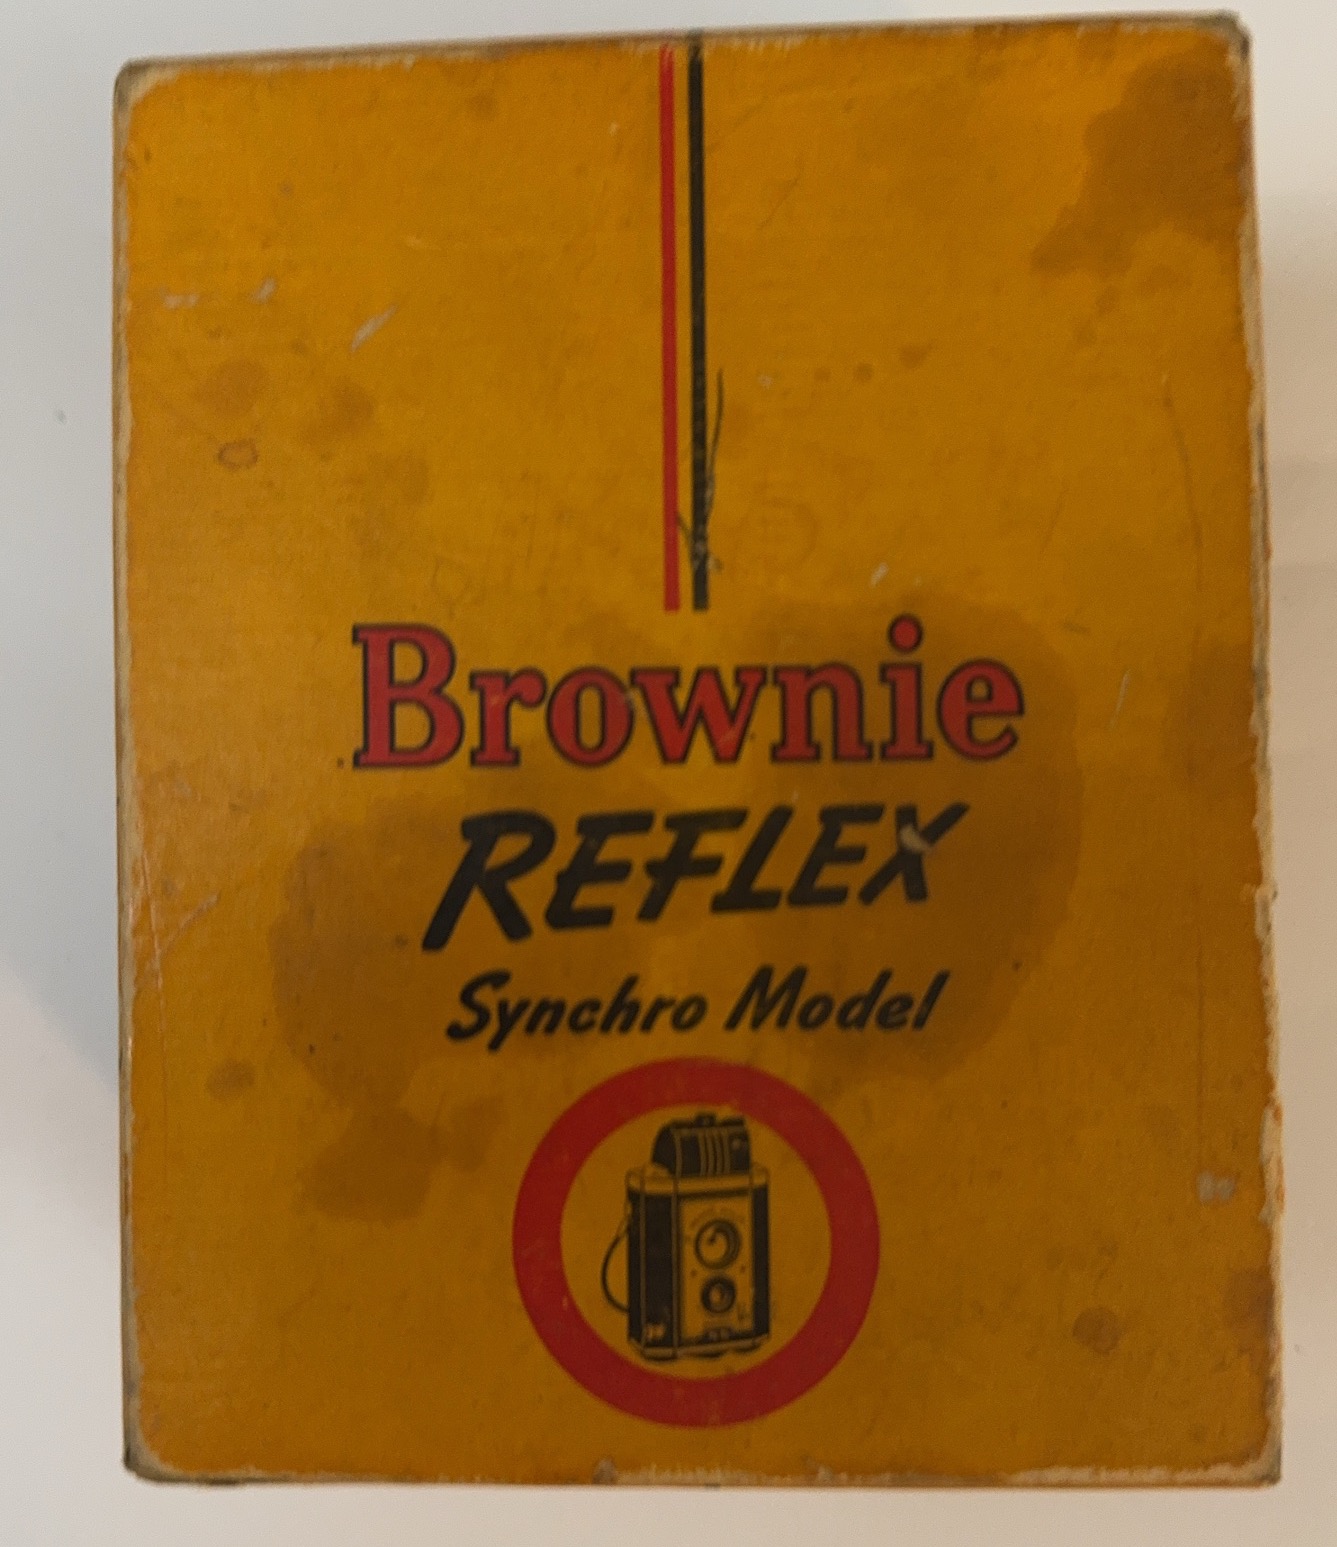 Brownie
REFLEX
Synchro Model